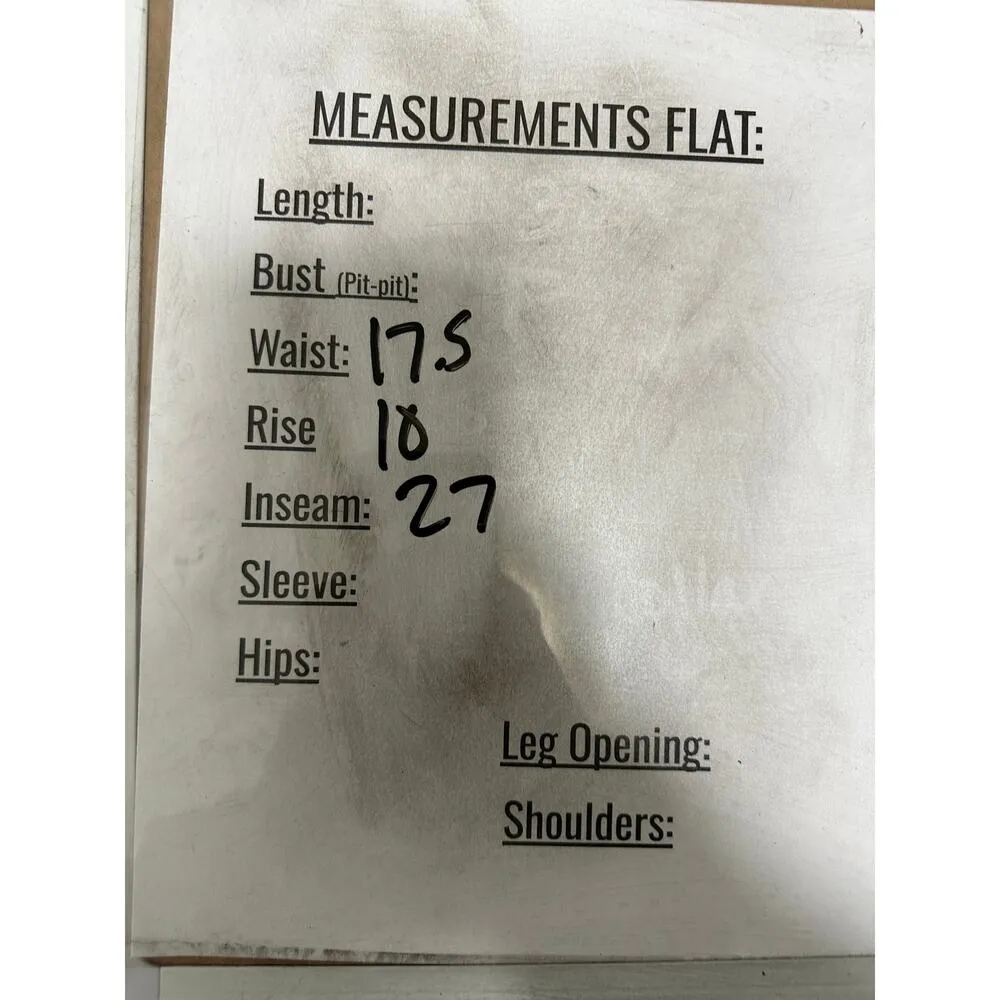 MEASUREMENTS FLAT:
Length:
Bust (Pit-pit):
Waist: 17.5
Rise 10
Inseam: 27
Sleeve:
Hips:
Leg Opening:
Shoulders: